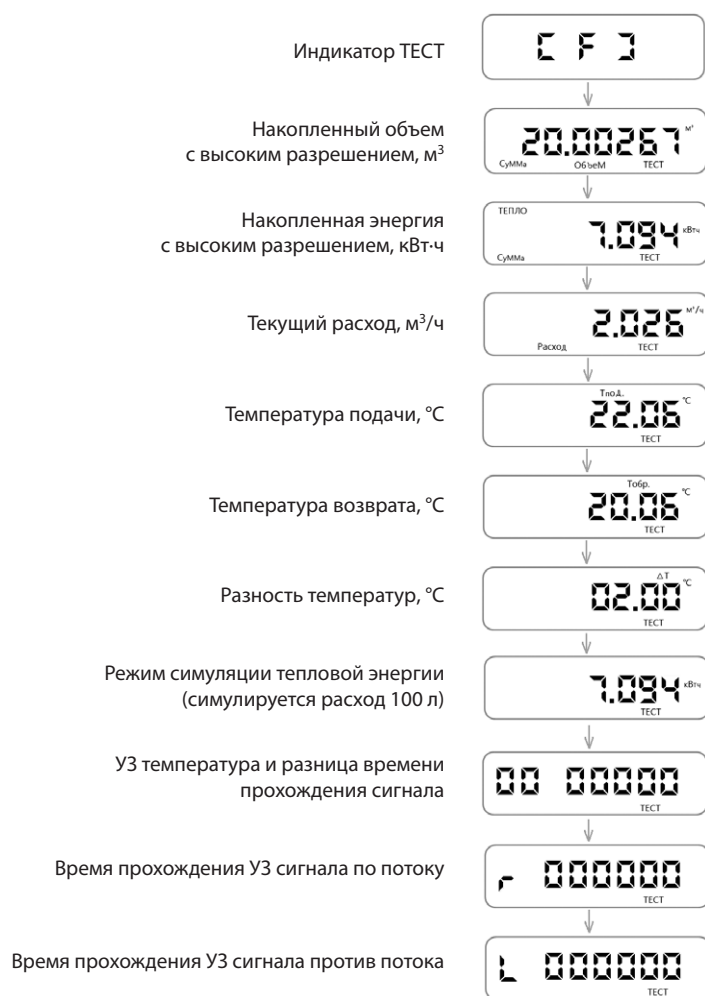 Индикатор ТЕСТ
[ F ]
Накопленный объем
с высоким разрешением, м³
20.00267 м³
СуММа ОбъеМ ТЕСТ
Накопленная энергия
с высоким разрешением, кВт·ч
ТЕПЛО
7.094 кВтч
СуММа ТЕСТ
Текущий расход, м³/ч
2.026 м³/ч
Расход ТЕСТ
Температура подачи, °С
Тпод.
22.06 °С
ТЕСТ
Температура возврата, °С
Тобр.
20.06 °С
ТЕСТ
Разность температур, °С
△T
02.00 °С
ТЕСТ
Режим симуляции тепловой энергии
(симулируется расход 100 л)
7.094 кВтч
ТЕСТ
УЗ температура и разница времени
прохождения сигнала
00 00000
ТЕСТ
Время прохождения УЗ сигнала по потоку
r 000000
ТЕСТ
Время прохождения УЗ сигнала против потока
L 000000
ТЕСТ